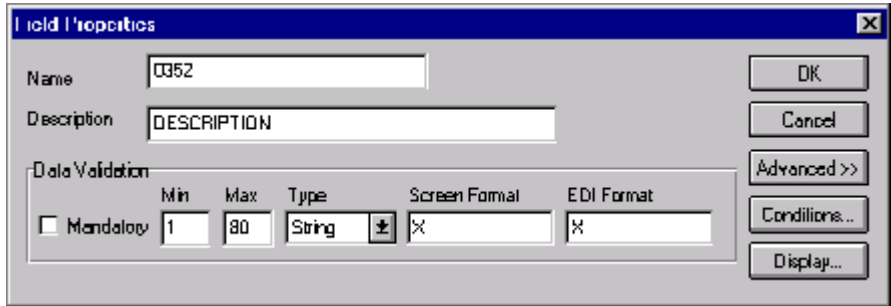 Field Properties
Name 0352 OK
Description DESCRIPTION Cancel
Data Validation Advanced >>
Min Max Type Screen Format EDI Format
Mandatory 1 80 String X X Conditions...
Display...